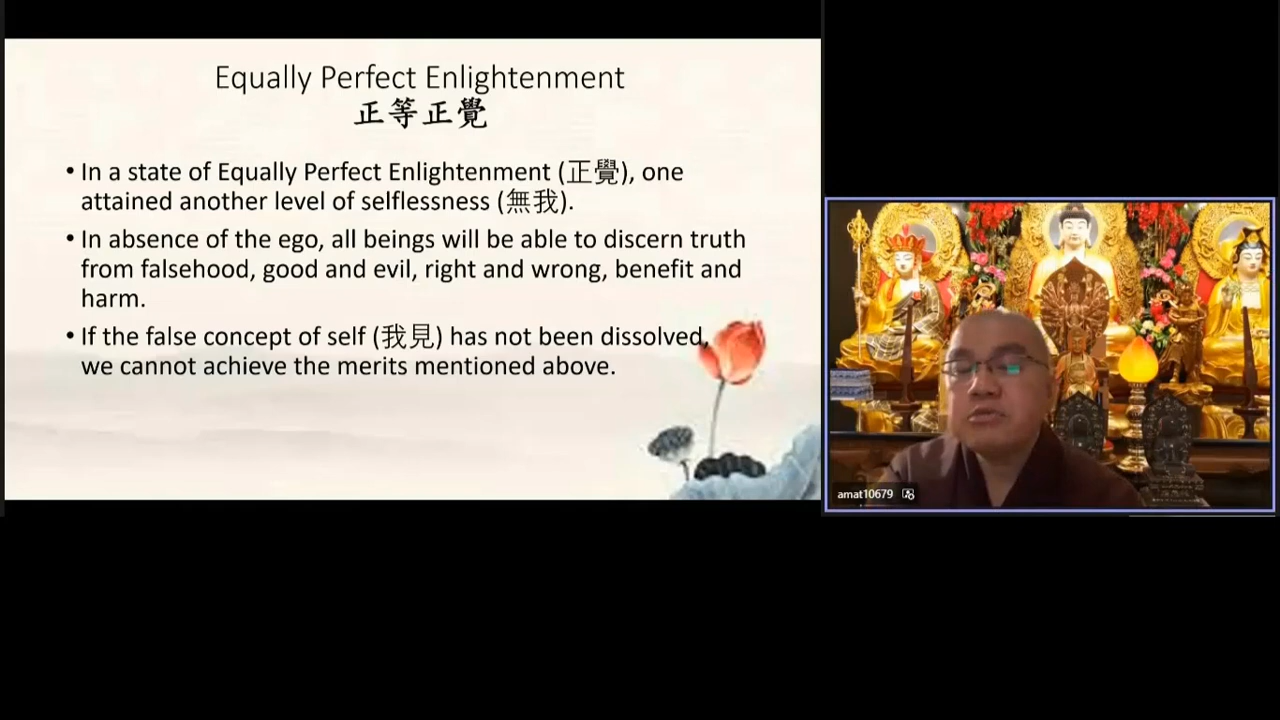 Equally Perfect Enlightenment
正等正覺
• In a state of Equally Perfect Enlightenment (正覺), one
attained another level of selflessness (無我).
• In absence of the ego, all beings will be able to discern truth
from falsehood, good and evil, right and wrong, benefit and
harm.
• If the false concept of self (我見) has not been dissolved,
we cannot achieve the merits mentioned above.
amat10679